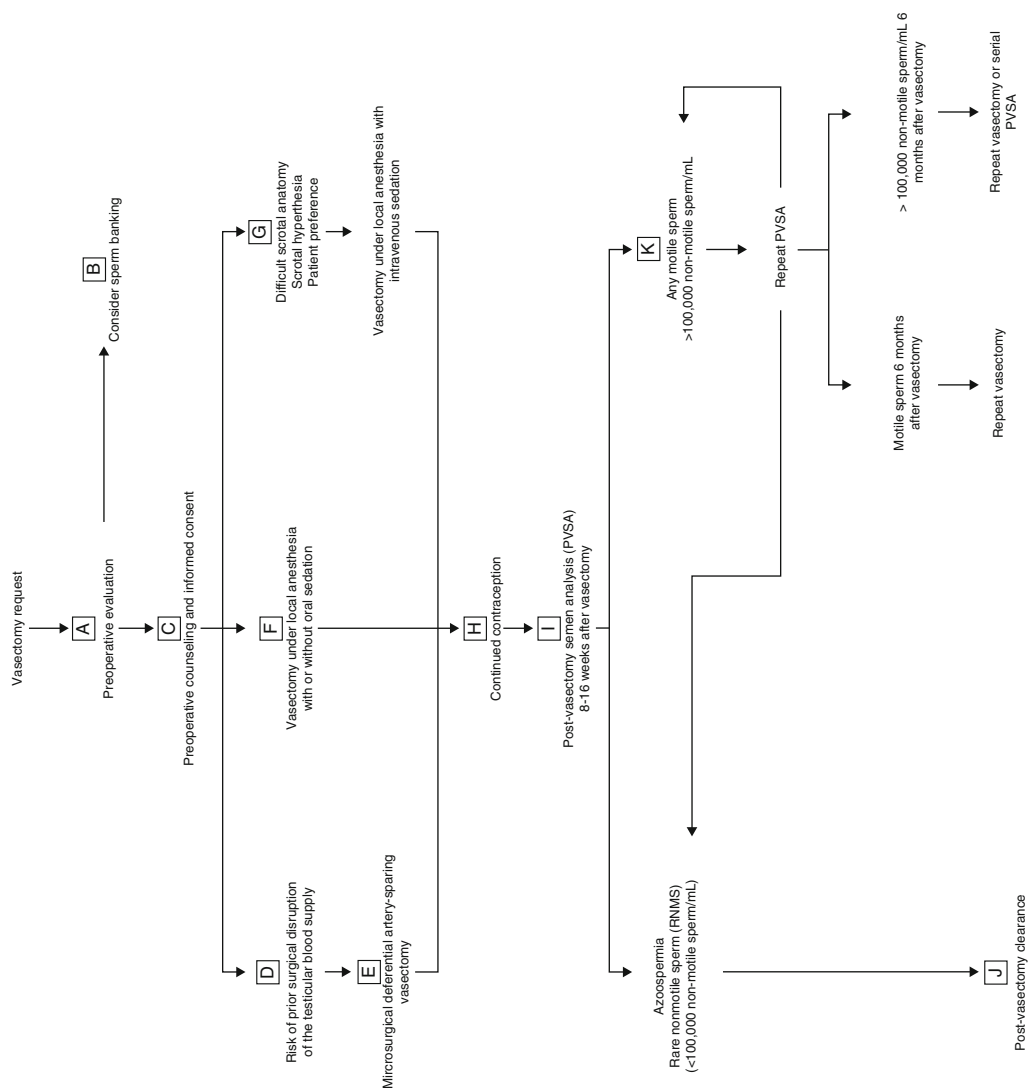 Vasectomy request
A
Preoperative evaluation
B
Consider sperm banking
C
Preoperative counseling and informed consent
D
Risk of prior surgical disruption
of the testicular blood supply
E
Mircrosurgical deferential artery-sparing
vasectomy
F
Vasectomy under local anesthesia
with or without oral sedation
G
Difficult scrotal anatomy
Scrotal hyperthesia
Patient preference
Vasectomy under local anesthesia with
intravenous sedation
H
Continued contraception
I
Post-vasectomy semen analysis (PVSA)
8-16 weeks after vasectomy
Azoospermia
Rare nonmotile sperm (RNMS)
(<100,000 non-motile sperm/mL)
J
Post-vasectomy clearance
K
Any motile sperm
>100,000 non-motile sperm/mL
Repeat PVSA
Motile sperm 6 months
after vasectomy
Repeat vasectomy
> 100,000 non-motile sperm/mL 6
months after vasectomy
Repeat vasectomy or serial
PVSA